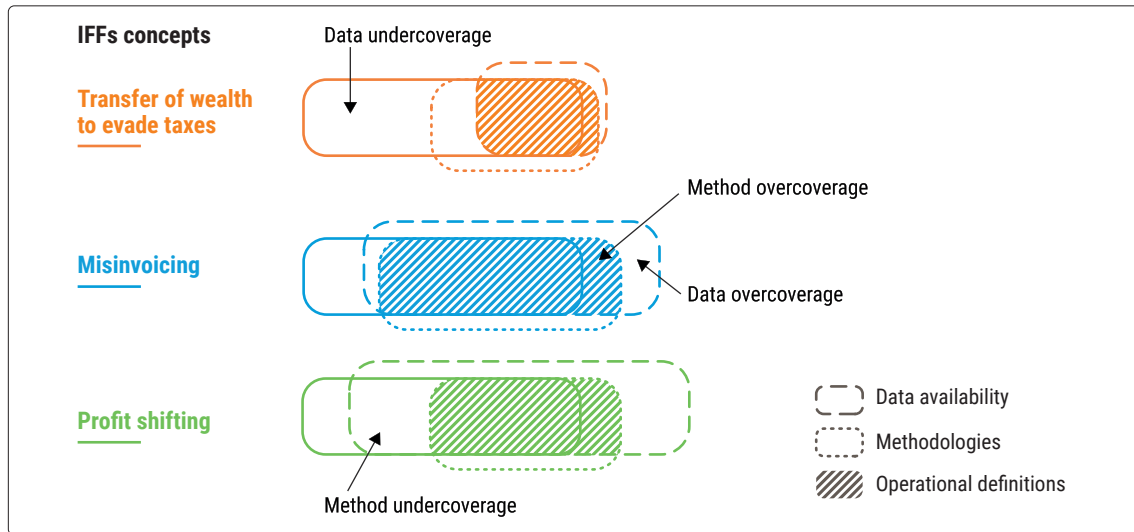 IFFs concepts
Data undercoverage
Transfer of wealth
to evade taxes
Method overcoverage
Misinvoicing
Data overcoverage
Profit shifting
Method undercoverage
Data availability
Methodologies
Operational definitions